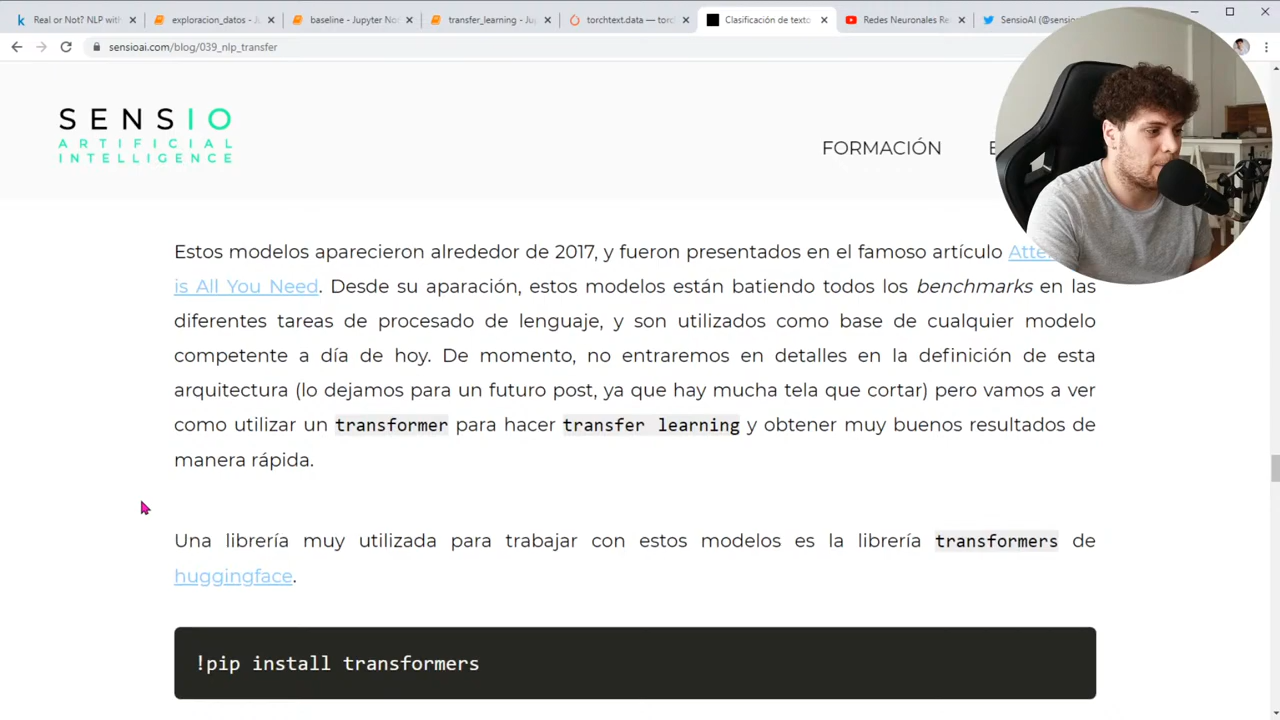 Real or Not? NLP with
exploracion_datos - J
baseline - Jupyter No
transfer_learning - Ju
torchtext.data — torc
Clasificación de texto
Redes Neuronales Re
SensioAI (@sensio
sensioai.com/blog/039_nlp_transfer
SENSIO
ARTIFICIAL
INTELLIGENCE
FORMACIÓN
Estos modelos aparecieron alrededor de 2017, y fueron presentados en el famoso artículo
is All You Need. Desde su aparación, estos modelos están batiendo todos los benchmarks en las
diferentes tareas de procesado de lenguaje, y son utilizados como base de cualquier modelo
competente a día de hoy. De momento, no entraremos en detalles en la definición de esta
arquitectura (lo dejamos para un futuro post, ya que hay mucha tela que cortar) pero vamos a ver
como utilizar un transformer para hacer transfer learning y obtener muy buenos resultados de
manera rápida.
Una librería muy utilizada para trabajar con estos modelos es la librería transformers de
huggingface.
!pip install transformers